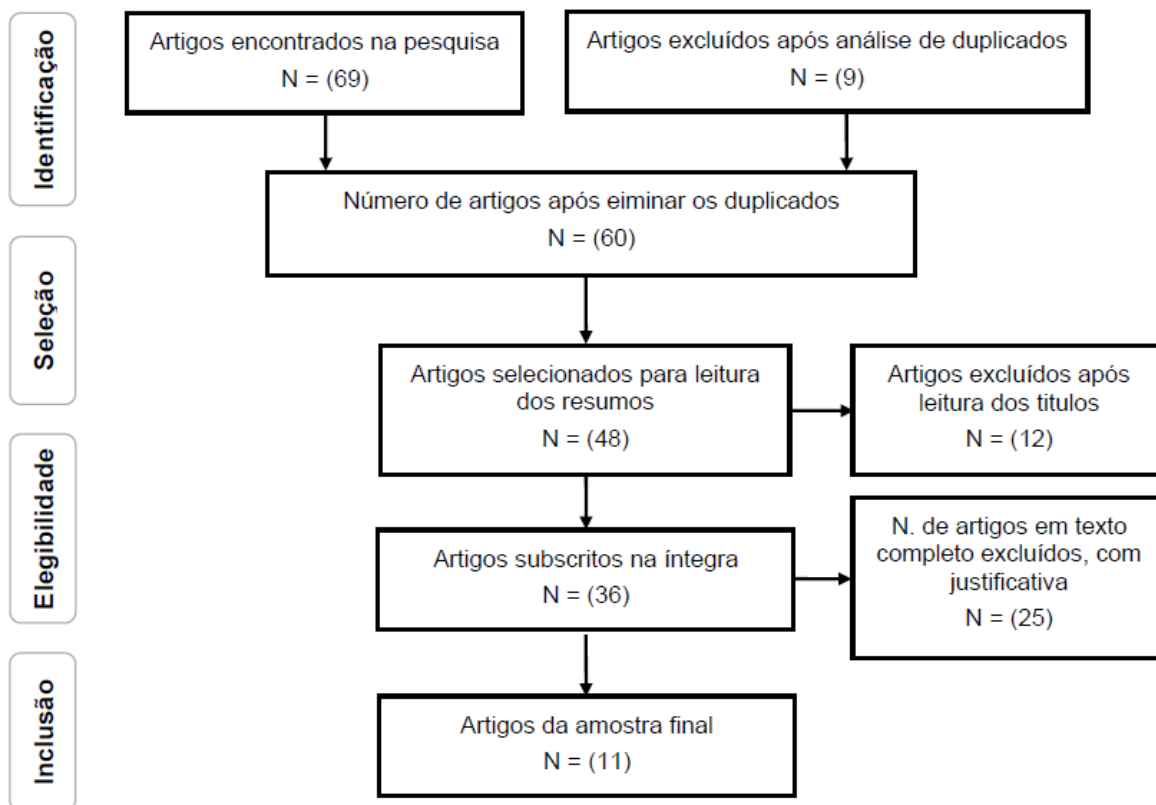 Identificação
Artigos encontrados na pesquisa
N = (69)
Artigos excluídos após análise de duplicados
N = (9)
Número de artigos após eiminar os duplicados
N = (60)
Seleção
Artigos selecionados para leitura
dos resumos
N = (48)
Artigos excluídos após
leitura dos titulos
N = (12)
Elegibilidade
Artigos subscritos na íntegra
N = (36)
N. de artigos em texto
completo excluídos, com
justificativa
N = (25)
Inclusão
Artigos da amostra final
N = (11)